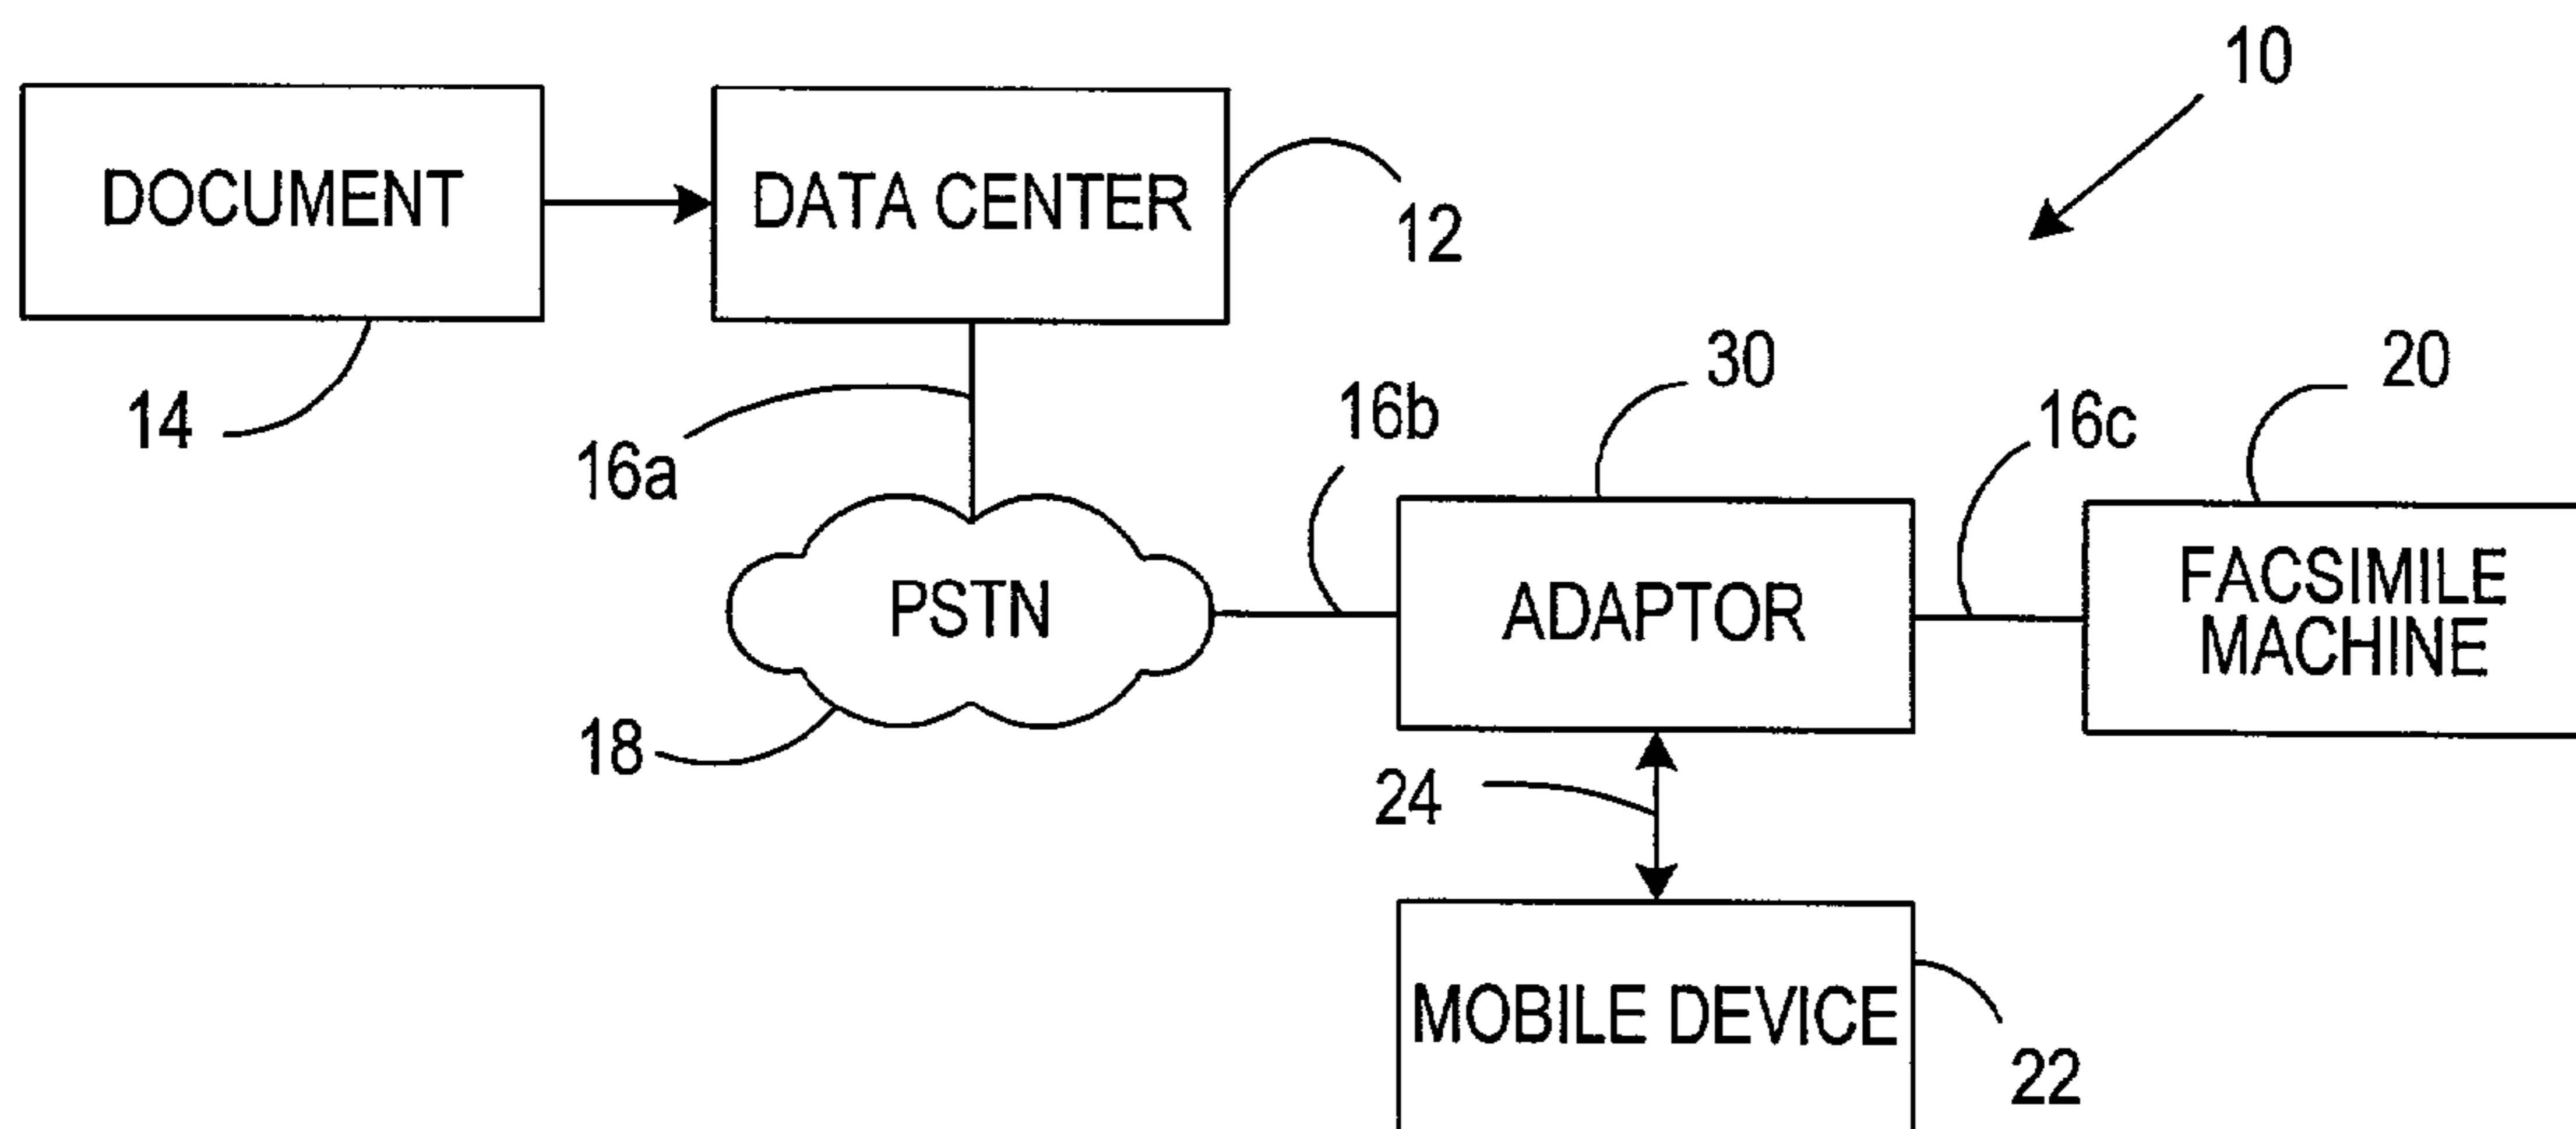 10
DOCUMENT
DATA CENTER
12
14
16a
16b
30
16c
20
PSTN
ADAPTOR
FACSIMILE
MACHINE
18
24
MOBILE DEVICE
22